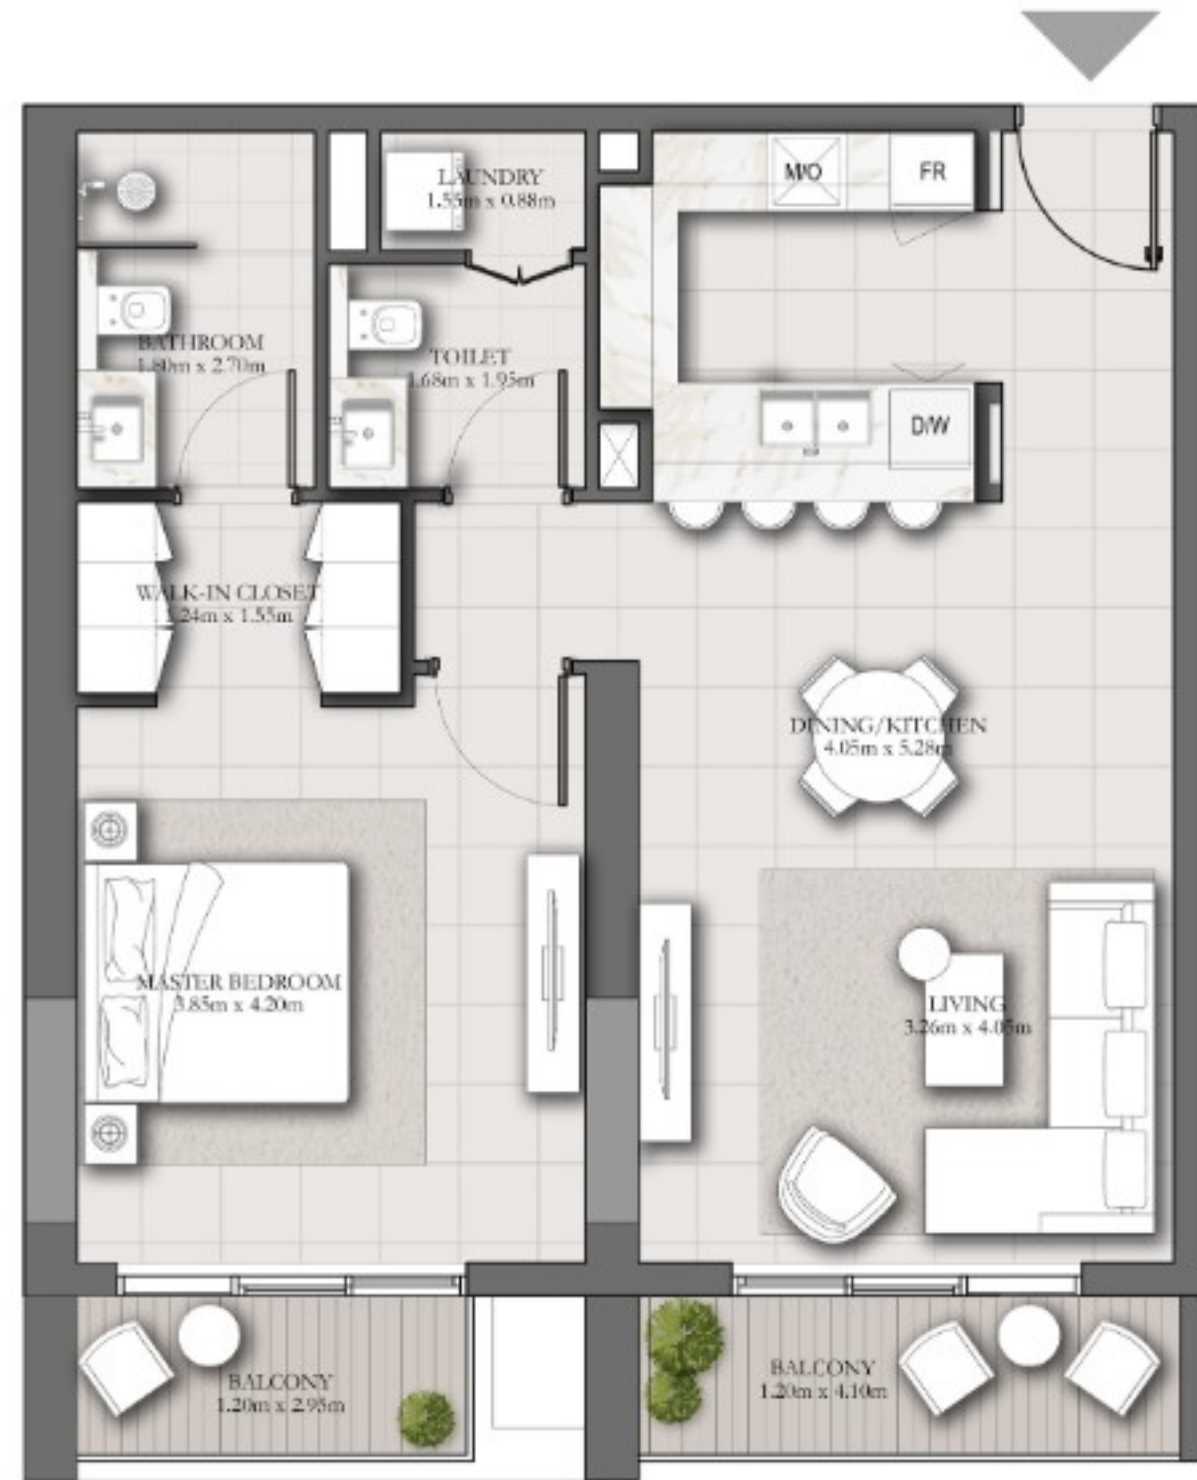 LAUNDRY
1.55m x 0.88m
M/O
FR
BATHROOM
1.80m x 2.70m
TOILET
1.68m x 1.95m
D/W
WALK-IN CLOSET
1.24m x 1.55m
DINING/KITCHEN
4.05m x 5.28m
MASTER BEDROOM
3.85m x 4.20m
LIVING
3.26m x 4.05m
BALCONY
1.20m x 2.95m
BALCONY
1.20m x 4.10m